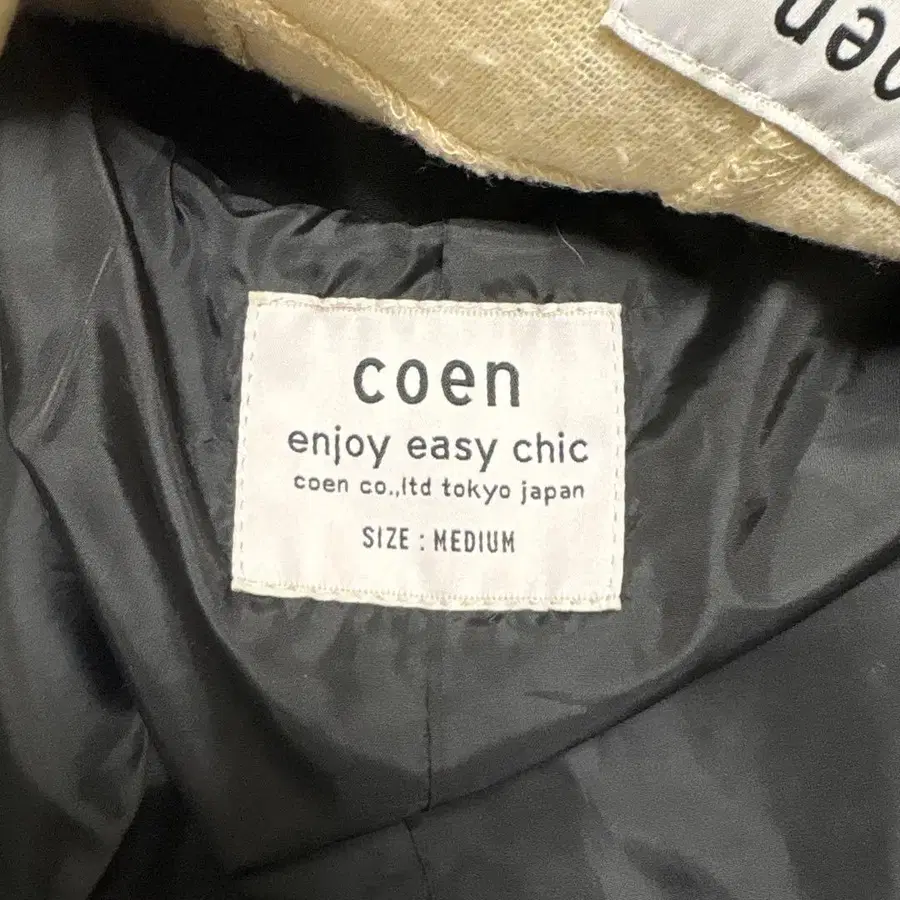 coen
enjoy easy chic
coen co.,ltd tokyo japan
SIZE : MEDIUM